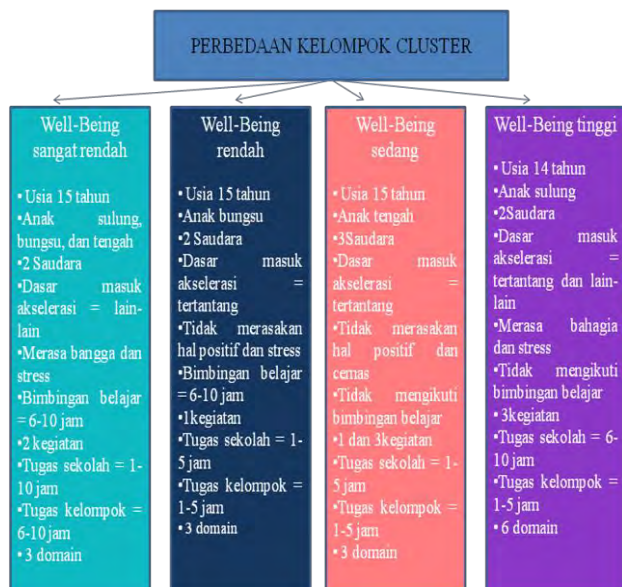 PERBEDAAN KELOMPOK CLUSTER
Well-Being
sangat rendah
•Usia 15 tahun
•Anak sulung,
bungsu, dan tengah
•2 Saudara
•Dasar masuk
akselerasi = lain-
lain
•Merasa bangga dan
stress
•Bimbingan belajar
= 6-10 jam
•2 kegiatan
•Tugas sekolah = 1-
10 jam
•Tugas kelompok =
6-10 jam
•3 domain
Well-Being
rendah
•Usia 15 tahun
•Anak bungsu
•2 Saudara
•Dasar masuk
akselerasi =
tertantang
•Tidak merasakan
hal positif dan stress
•Bimbingan belajar
= 6-10 jam
•1kegiatan
•Tugas sekolah = 1-
5 jam
•Tugas kelompok =
1-5 jam
•3 domain
Well-Being
sedang
•Usia 15 tahun
•Anak tengah
•3Saudara
•Dasar masuk
akselerasi =
tertantang
•Tidak merasakan
hal positif dan
cemas
•Tidak mengikuti
bimbingan belajar
•1 dan 3kegiatan
•Tugas sekolah = 1-
5 jam
•Tugas kelompok =
1-5 jam
•3 domain
Well-Being tinggi
•Usia 14 tahun
•Anak sulung
•2Saudara
•Dasar masuk
akselerasi =
tertantang dan lain-
lain
•Merasa bahagia
dan stress
•Tidak mengikuti
bimbingan belajar
•3kegiatan
•Tugas sekolah = 6-
10 jam
•Tugas kelompok =
1-5 jam
•6 domain